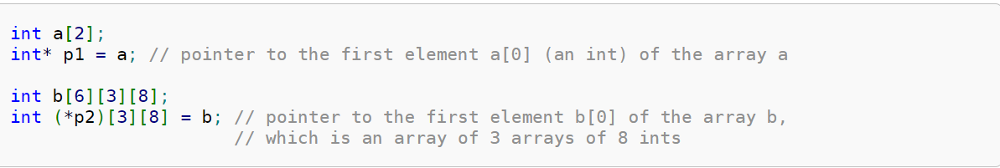 int a[2];
int* p1 = a; // pointer to the first element a[0] (an int) of the array a
int b[6][3][8];
int (*p2)[3][8] = b; // pointer to the first element b[0] of the array b,
// which is an array of 3 arrays of 8 ints